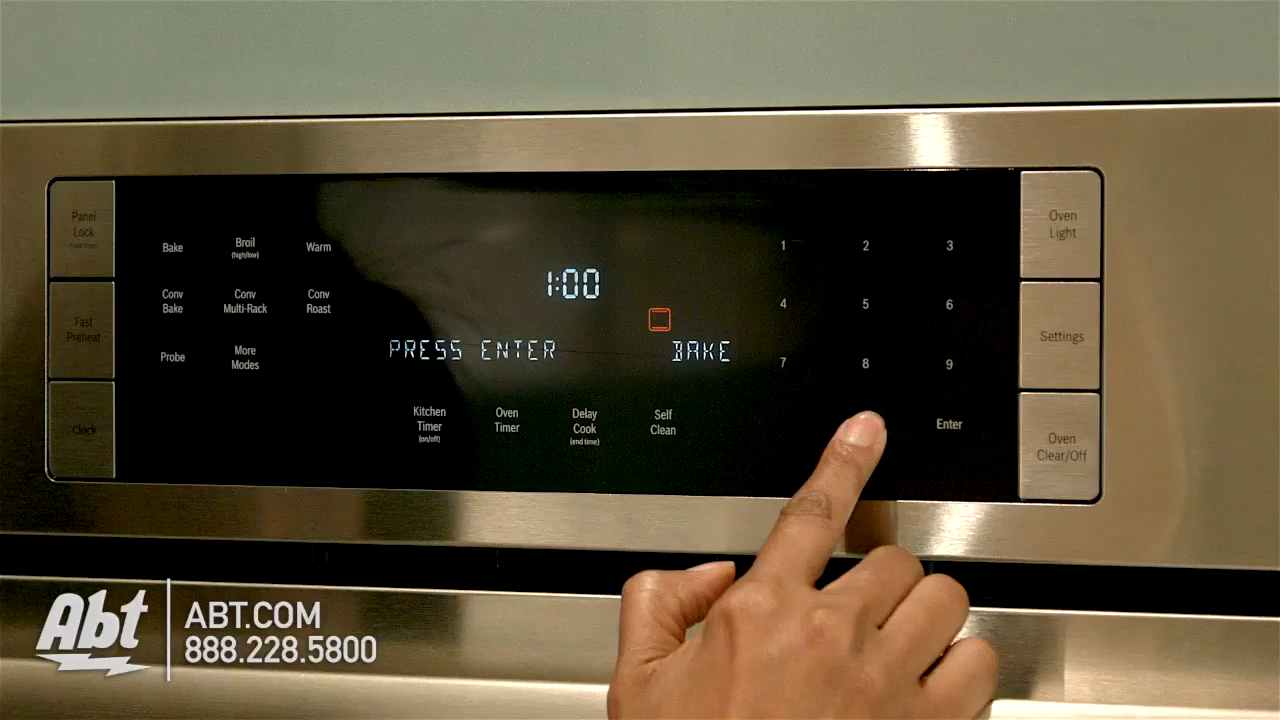 Panel
Lock
Fast
Preheat
Clock
Bake
Broil
(high/low)
Warm
Conv
Bake
Conv
Multi-Rack
Conv
Roast
Probe
More
Modes
1:00
PRESS ENTER
BAKE
Kitchen
Timer
(on/off)
Oven
Timer
Delay
Cook
(end time)
Self
Clean
1 2 3
4 5 6
7 8 9
Enter
Oven
Light
Settings
Oven
Clear/Off
Abt
ABT.COM
888.228.5800